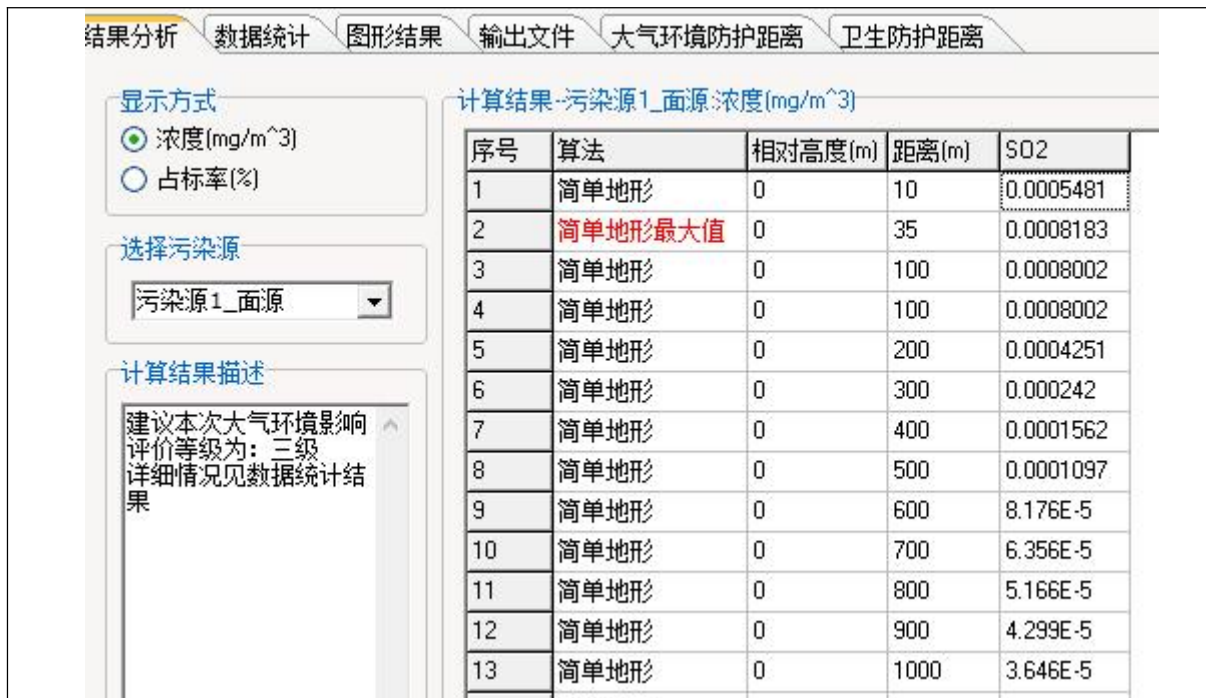 结果分析 数据统计 图形结果 输出文件 大气环境防护距离 卫生防护距离
显示方式
浓度(mg/m^3)
占标率(%)
选择污染源
污染源1_面源
计算结果描述
建议本次大气环境影响
评价等级为：三级
详细情况见数据统计结
果
计算结果-污染源1_面源:浓度(mg/m^3)
序号 算法 相对高度(m) 距离(m) SO2
1 简单地形 0 10 0.0005481
2 简单地形最大值 0 35 0.0008183
3 简单地形 0 100 0.0008002
4 简单地形 0 100 0.0008002
5 简单地形 0 200 0.0004251
6 简单地形 0 300 0.000242
7 简单地形 0 400 0.0001562
8 简单地形 0 500 0.0001097
9 简单地形 0 600 8.176E-5
10 简单地形 0 700 6.356E-5
11 简单地形 0 800 5.166E-5
12 简单地形 0 900 4.299E-5
13 简单地形 0 1000 3.646E-5